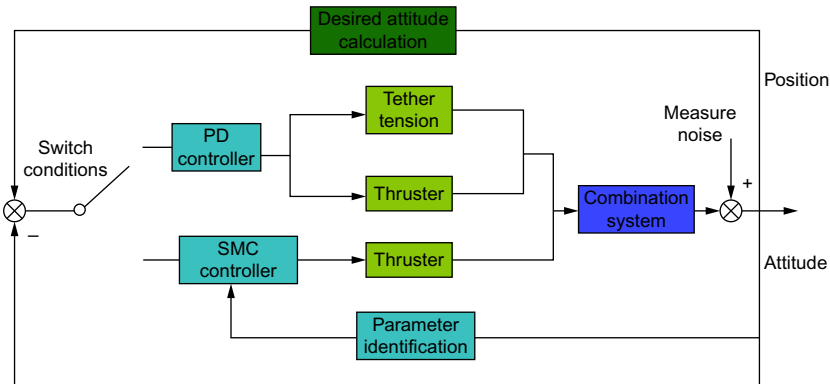 Desired attitude
calculation
Position
Tether
tension
Measure
noise
Switch
conditions
PD
controller
+
Thruster
Combination
system
−
SMC
controller
Thruster
Attitude
Parameter
identification